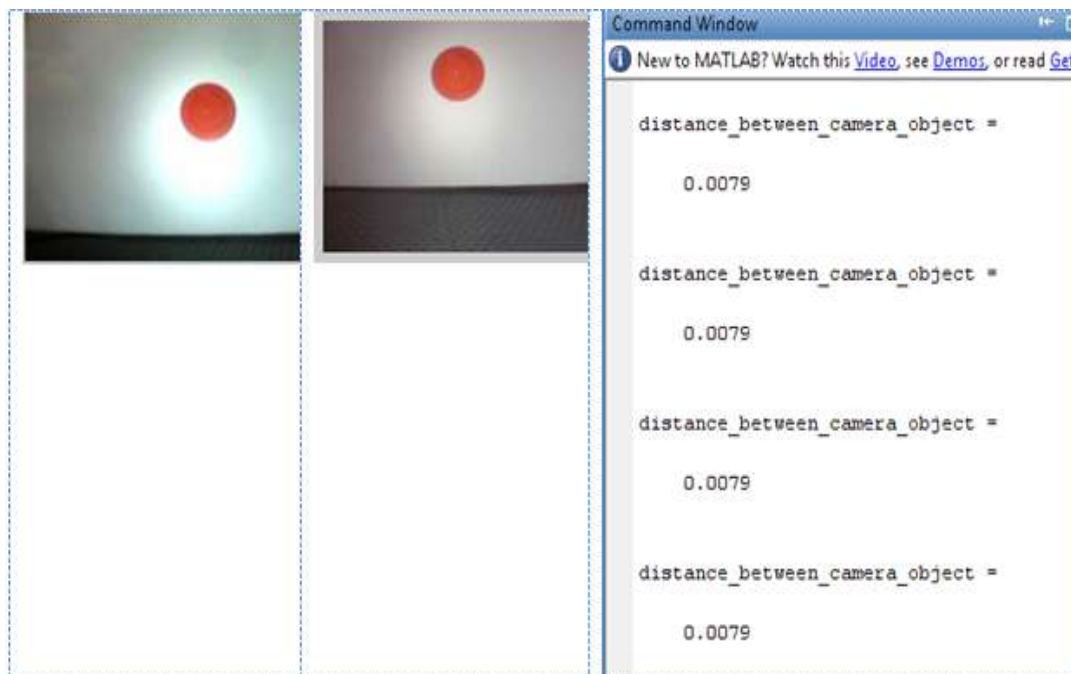 Command Window
New to MATLAB? Watch this Video, see Demos, or read
distance_between_camera_object =
0.0079
distance_between_camera_object =
0.0079
distance_between_camera_object =
0.0079
distance_between_camera_object =
0.0079